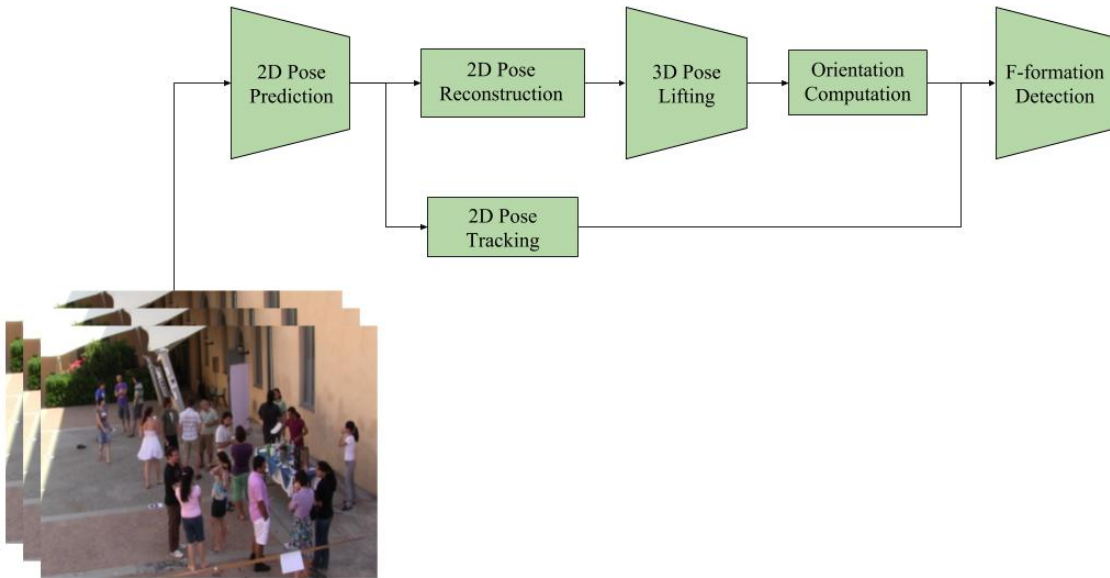 2D Pose
Prediction
2D Pose
Reconstruction
3D Pose
Lifting
Orientation
Computation
F-formation
Detection
2D Pose
Tracking